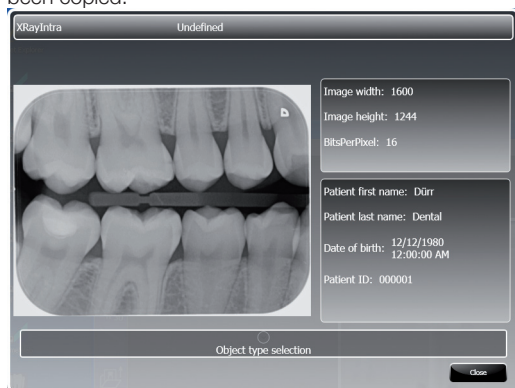 been copied.
XRayIntra Undefined
Image width: 1600
Image height: 1244
BitsPerPixel: 16
Patient first name: Dürr
Patient last name: Dental
Date of birth: 12/12/1980
12:00:00 AM
Patient ID: 000001
Object type selection
Close